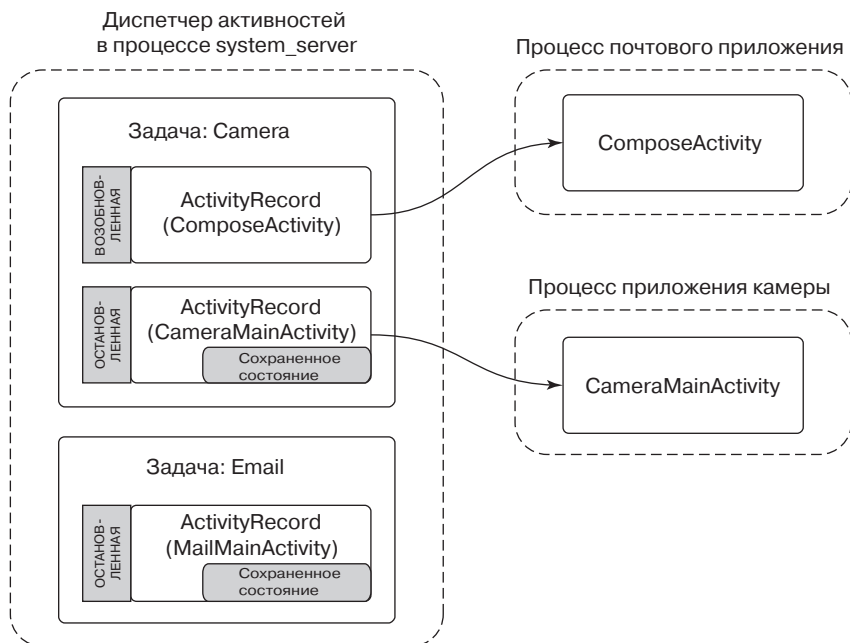 Диспетчер активностей
в процессе system_server
Задача: Camera
ВОЗОБНОВ-
ЛЕННАЯ
ActivityRecord
(ComposeActivity)
ОСТАНОВ-
ЛЕННАЯ
ActivityRecord
(CameraMainActivity)
Сохраненное
состояние
Задача: Email
ОСТАНОВ-
ЛЕННАЯ
ActivityRecord
(MailMainActivity)
Сохраненное
состояние
Процесс почтового приложения
ComposeActivity
Процесс приложения камеры
CameraMainActivity